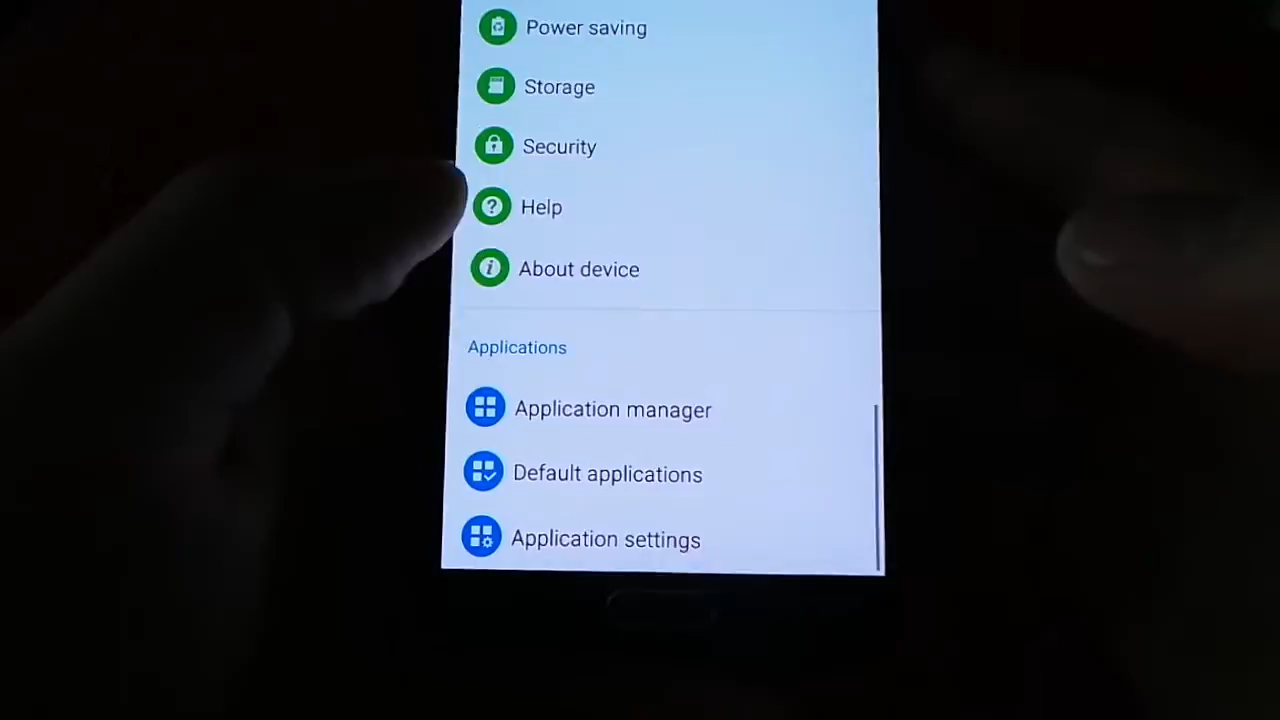 Power saving
Storage
Security
Help
About device
Applications
Application manager
Default applications
Application settings